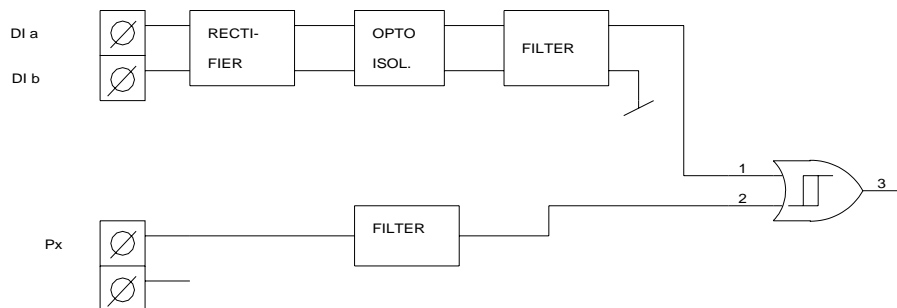 DI a
DI b
RECTI-
FIER
OPTO
ISOL.
FILTER
1
2
3
Px
FILTER